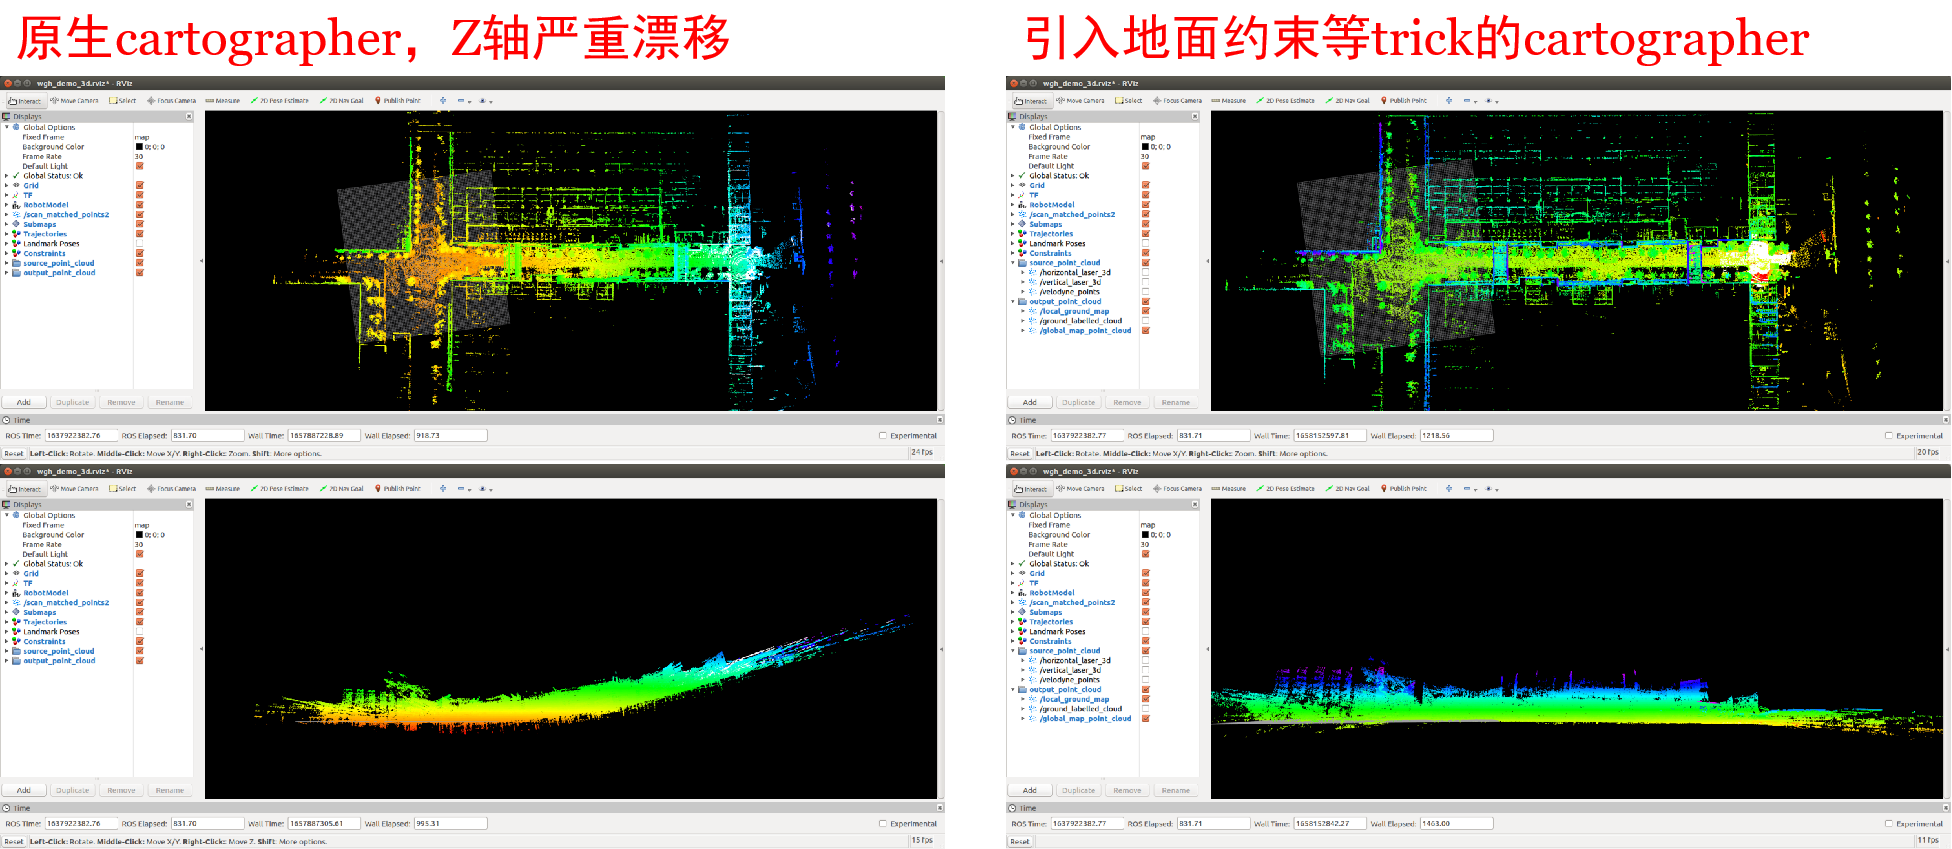 原生cartographer，Z轴严重漂移
引入地面约束等trick的cartographer
wgh_demo_3d.rviz* - RViz
Interact Move Camera Select Focus Camera Measure 2D Pose Estimate 2D Nav Goal Publish Point
Displays
Global Options
Fixed Frame map
Background Color 0; 0; 0
Frame Rate 30
Default Light
Global Status: Ok
Grid
TF
RobotModel
/scan_matched_points2
Submaps
Trajectories
Landmark Poses
Constraints
source_point_cloud
output_point_cloud
Add Duplicate Remove Rename
Time
ROS Time: 1637922382.76 ROS Elapsed: 831.70 Wall Time: 1657887228.89 Wall Elapsed: 918.73 Experimental
Reset Left-Click: Rotate. Middle-Click: Move X/Y. Right-Click: Zoom. Shift: More options. 24 fps
wgh_demo_3d.rviz* - RViz
Interact Move Camera Select Focus Camera Measure 2D Pose Estimate 2D Nav Goal Publish Point
Displays
Global Options
Fixed Frame map
Background Color 0; 0; 0
Frame Rate 30
Default Light
Global Status: Ok
Grid
TF
RobotModel
/scan_matched_points2
Submaps
Trajectories
Landmark Poses
Constraints
source_point_cloud
/horizontal_laser_3d
/vertical_laser_3d
/velodyne_points
output_point_cloud
/local_ground_map
/ground_labelled_cloud
/global_map_point_cloud
Add Duplicate Remove Rename
Time
ROS Time: 1637922382.77 ROS Elapsed: 831.71 Wall Time: 1658152597.81 Wall Elapsed: 1218.56 Experimental
Reset Left-Click: Rotate. Middle-Click: Move X/Y. Right-Click: Zoom. Shift: More options. 20 fps
wgh_demo_3d.rviz* - RViz
Interact Move Camera Select Focus Camera Measure 2D Pose Estimate 2D Nav Goal Publish Point
Displays
Global Options
Fixed Frame map
Background Color 0; 0; 0
Frame Rate 30
Default Light
Global Status: Ok
Grid
TF
RobotModel
/scan_matched_points2
Submaps
Trajectories
Landmark Poses
Constraints
source_point_cloud
output_point_cloud
Add Duplicate Remove Rename
Time
ROS Time: 1637922382.76 ROS Elapsed: 831.70 Wall Time: 1657887305.61 Wall Elapsed: 995.31 Experimental
Reset Left-Click: Rotate. Middle-Click: Move X/Y. Right-Click: Move Z. Shift: More options. 15 fps
wgh_demo_3d.rviz* - RViz
Interact Move Camera Select Focus Camera Measure 2D Pose Estimate 2D Nav Goal Publish Point
Displays
Global Options
Fixed Frame map
Background Color 0; 0; 0
Frame Rate 30
Default Light
Global Status: Ok
Grid
TF
RobotModel
/scan_matched_points2
Submaps
Trajectories
Landmark Poses
Constraints
source_point_cloud
/horizontal_laser_3d
/vertical_laser_3d
/velodyne_points
output_point_cloud
/local_ground_map
/ground_labelled_cloud
/global_map_point_cloud
Add Duplicate Remove Rename
Time
ROS Time: 1637922382.77 ROS Elapsed: 831.71 Wall Time: 1658152842.27 Wall Elapsed: 1463.00 Experimental
Reset 11 fps